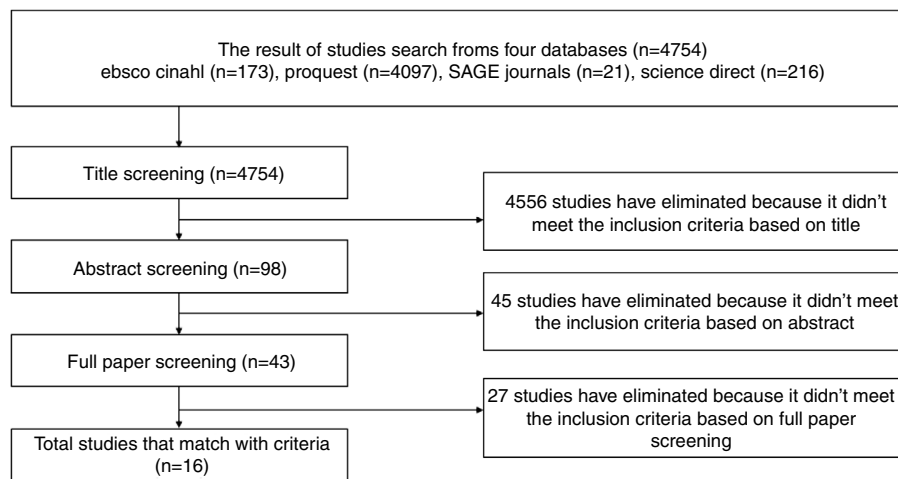 The result of studies search froms four databases (n=4754)
ebsco cinahl (n=173), proquest (n=4097), SAGE journals (n=21), science direct (n=216)
Title screening (n=4754)
4556 studies have eliminated because it didn't
meet the inclusion criteria based on title
Abstract screening (n=98)
45 studies have eliminated because it didn't meet
the inclusion criteria based on abstract
Full paper screening (n=43)
27 studies have eliminated because it didn't meet
the inclusion criteria based on full paper
screening
Total studies that match with criteria
(n=16)